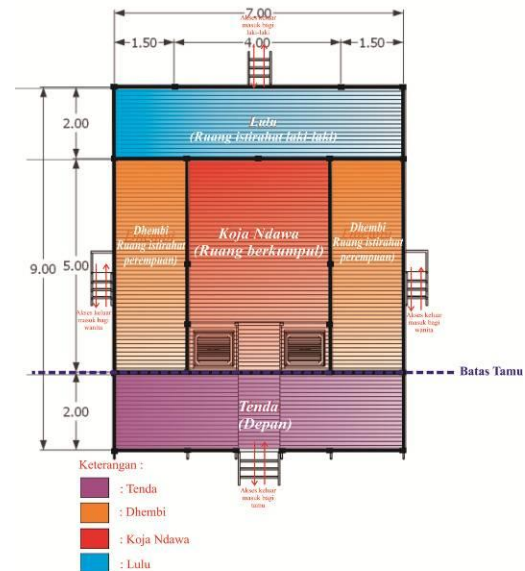 7.00
Akses keluar
masuk bagi
laki-laki
1.50
4.00
1.50
2.00
Lulu
(Ruang istirahat laki-laki)
9.00
5.00
Dhembi
Ruang istirahat
perempuan)
Koja Ndawa
(Ruang berkumpul)
Dhembi
Ruang istirahat
perempuan)
Akses keluar
masuk bagi
wanita
Akses keluar
masuk bagi
wanita
Batas Tamu
2.00
Tenda
(Depan)
Akses keluar
masuk bagi
tamu
Keterangan :
: Tenda
: Dhembi
: Koja Ndawa
: Lulu